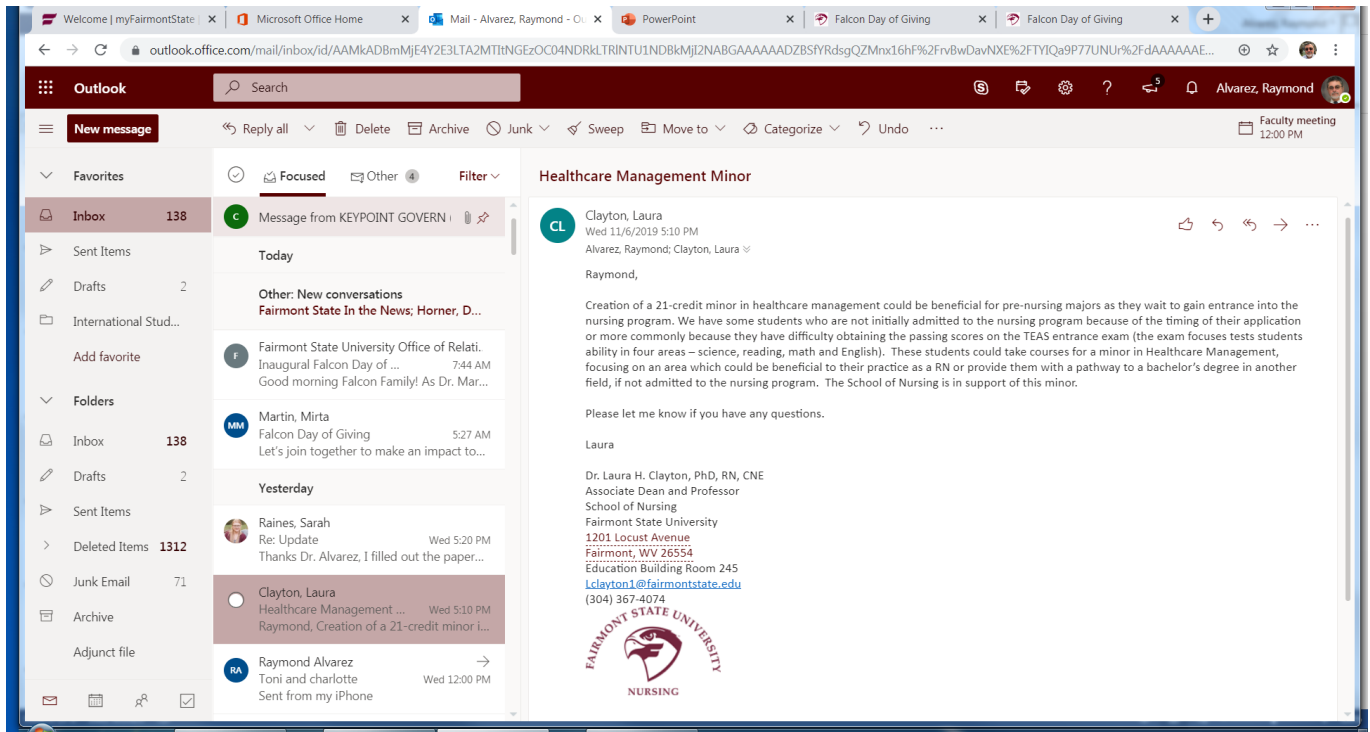 Welcome | myFairmontState |
Microsoft Office Home
Mail - Alvarez, Raymond - Ou
PowerPoint
Falcon Day of Giving
Falcon Day of Giving
outlook.office.com/mail/inbox/id/
Outlook
Search
S
?
5
Alvarez, Raymond
New message
Reply all
Delete
Archive
Junk
Sweep
Move to
Categorize
Undo
...
Faculty meeting
12:00 PM
Favorites
Inbox 138
Sent Items
Drafts 2
International Stud...
Add favorite
Folders
Inbox 138
Drafts 2
Sent Items
Deleted Items 1312
Junk Email 71
Archive
Adjunct file
Focused
Other 4
Filter
C
Message from KEYPOINT GOVERN
Today
Other: New conversations
Fairmont State In the News; Horner, D...
F
Fairmont State University Office of Relati.
Inaugural Falcon Day of ... 7:44 AM
Good morning Falcon Family! As Dr. Mar...
MM
Martin, Mirta
Falcon Day of Giving 5:27 AM
Let's join together to make an impact to...
Yesterday
Raines, Sarah
Re: Update Wed 5:20 PM
Thanks Dr. Alvarez, I filled out the paper...
Clayton, Laura
Healthcare Management ... Wed 5:10 PM
Raymond, Creation of a 21-credit minor i...
RA
Raymond Alvarez
Toni and charlotte Wed 12:00 PM
Sent from my iPhone
Healthcare Management Minor
CL
Clayton, Laura
Wed 11/6/2019 5:10 PM
Alvarez, Raymond; Clayton, Laura
...
Raymond,
Creation of a 21-credit minor in healthcare management could be beneficial for pre-nursing majors as they wait to gain entrance into the
nursing program. We have some students who are not initially admitted to the nursing program because of the timing of their application
or more commonly because they have difficulty obtaining the passing scores on the TEAS entrance exam (the exam focuses tests students
ability in four areas – science, reading, math and English). These students could take courses for a minor in Healthcare Management,
focusing on an area which could be beneficial to their practice as a RN or provide them with a pathway to a bachelor's degree in another
field, if not admitted to the nursing program. The School of Nursing is in support of this minor.
Please let me know if you have any questions.
Laura
Dr. Laura H. Clayton, PhD, RN, CNE
Associate Dean and Professor
School of Nursing
Fairmont State University
1201 Locust Avenue
Fairmont, WV 26554
Education Building Room 245
Lclayton1@fairmontstate.edu
(304) 367-4074
FAIRMONT STATE UNIVERSITY
NURSING